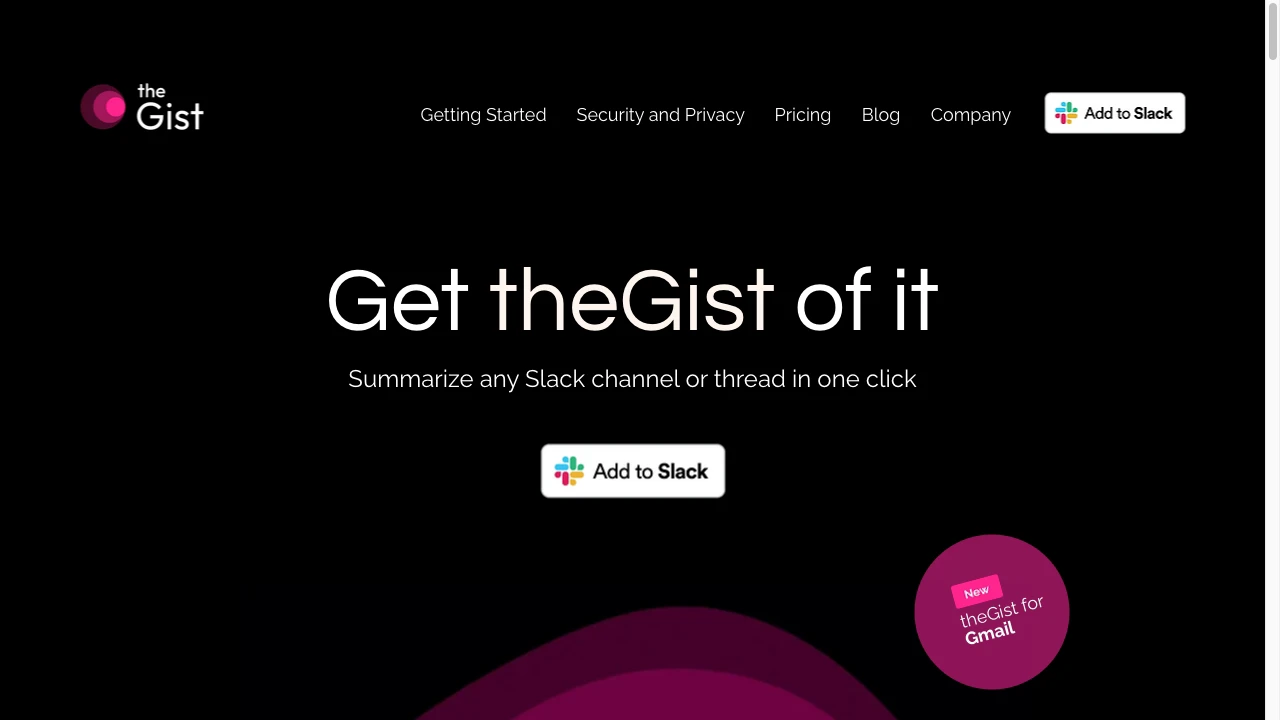 the
Gist
Getting Started
Security and Privacy
Pricing
Blog
Company
Add to Slack
Get theGist of it
Summarize any Slack channel or thread in one click
Add to Slack
New
theGist for
Gmail